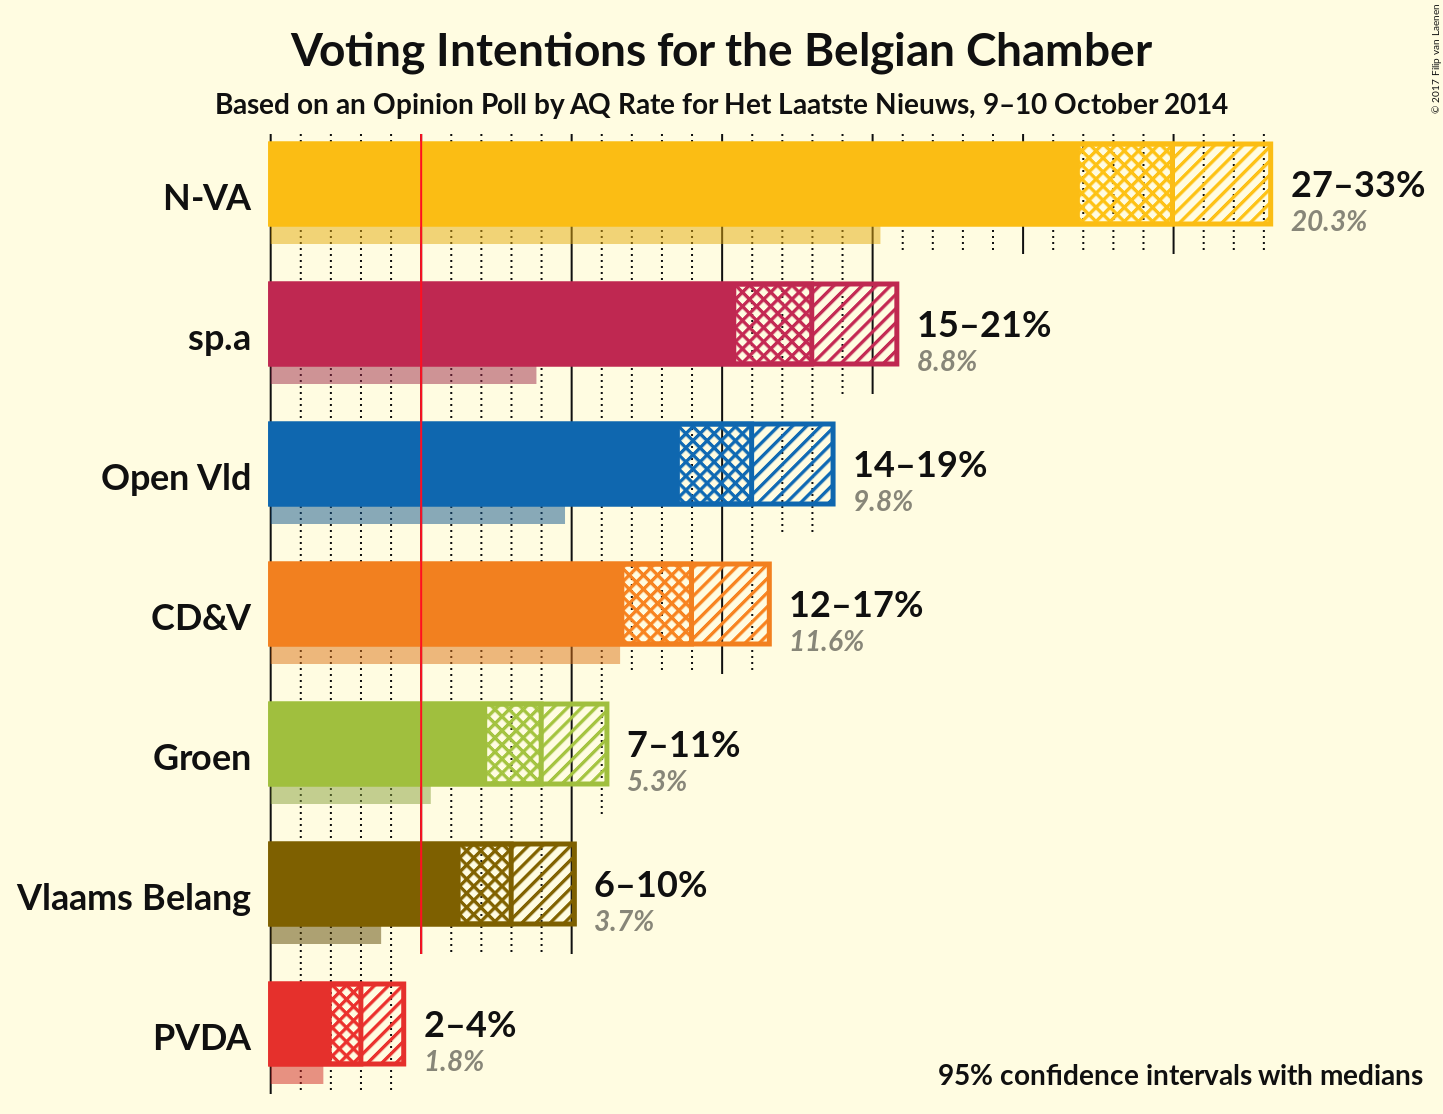 Voting Intentions for the Belgian Chamber
Based on an Opinion Poll by AQ Rate for Het Laatste Nieuws, 9–10 October 2014
© 2017 Filip van Laenen
N-VA
27–33%
20.3%
sp.a
15–21%
8.8%
Open Vld
14–19%
9.8%
CD&V
12–17%
11.6%
Groen
7–11%
5.3%
Vlaams Belang
6–10%
3.7%
PVDA
2–4%
1.8%
95% confidence intervals with medians